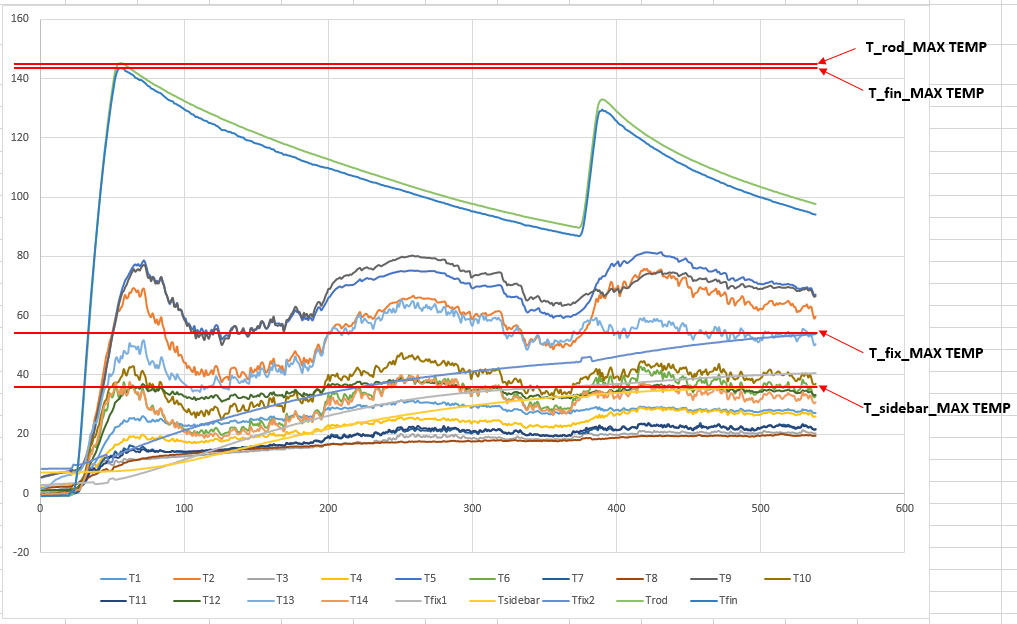 160
T_rod_MAX TEMP
140
T_fin_MAX TEMP
120
100
80
60
T_fix_MAX TEMP
40
T_sidebar_MAX TEMP
20
0
0 100 200 300 400 500 600
-20
T1 T2 T3 T4 T5 T6 T7 T8 T9 T10
T11 T12 T13 T14 Tfix1 Tsidebar Tfix2 Trod Tfin